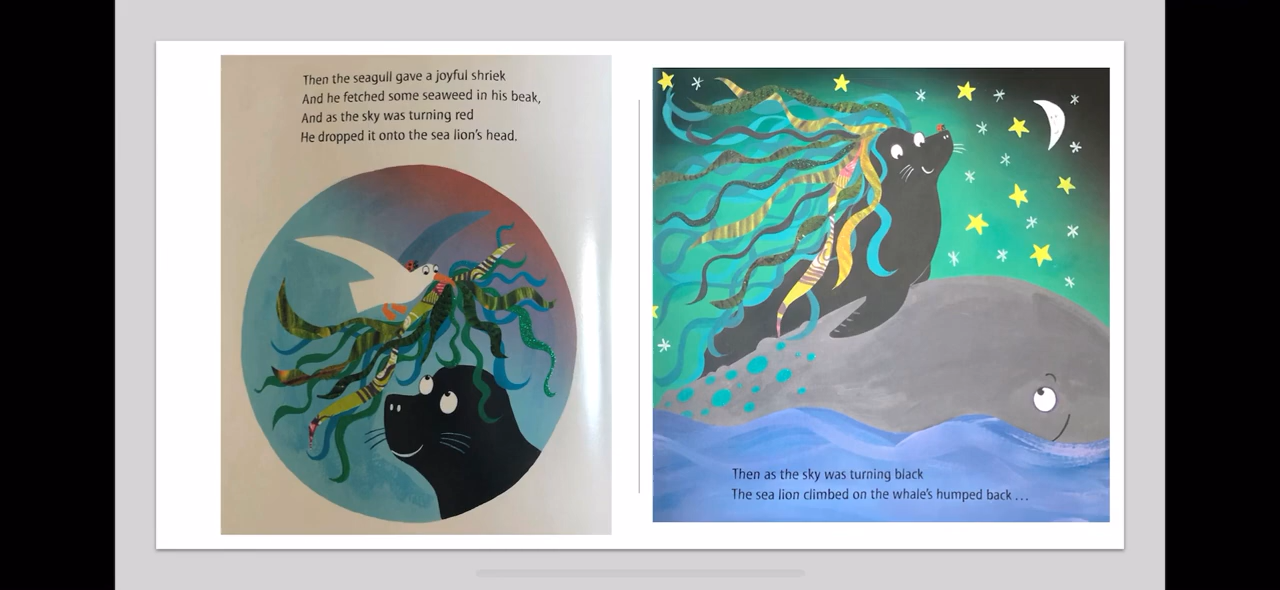 Then the seagull gave a joyful shriek
And he fetched some seaweed in his beak,
And as the sky was turning red
He dropped it onto the sea lion's head.
Then as the sky was turning black
The sea lion climbed on the whale's humped back ...